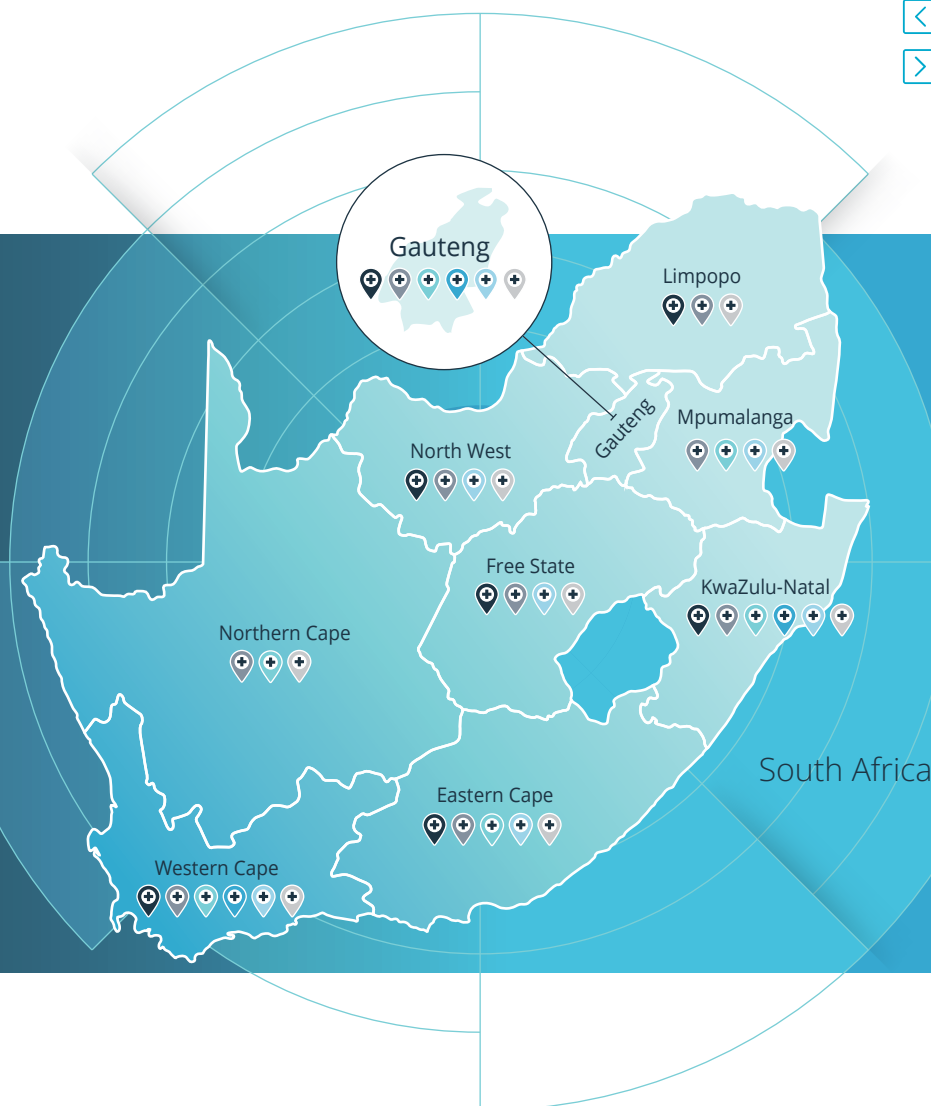 Gauteng
Limpopo
Gauteng
Mpumalanga
North West
Free State
KwaZulu-Natal
Northern Cape
South Africa
Eastern Cape
Western Cape